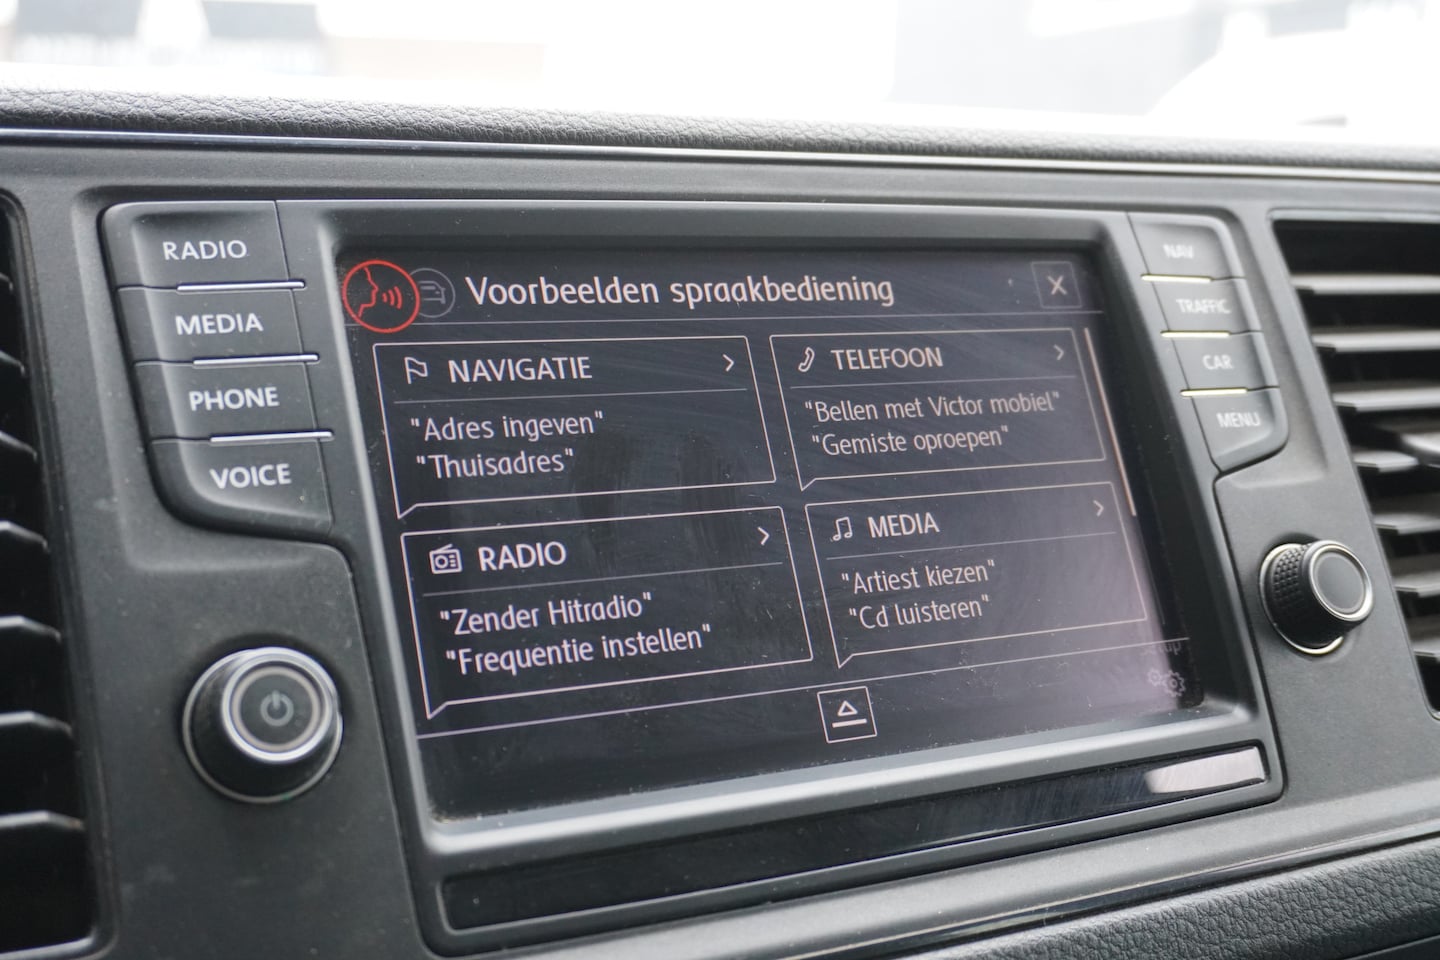 RADIO
MEDIA
PHONE
VOICE
Voorbeelden spraakbediening
NAVIGATIE
"Adres ingeven"
"Thuisadres"
TELEFOON
"Bellen met Victor mobiel"
"Gemiste oproepen"
RADIO
"Zender Hitradio"
"Frequentie instellen"
MEDIA
"Artiest kiezen"
"Cd luisteren"
Setup
NAV
TRAFFIC
CAR
MENU